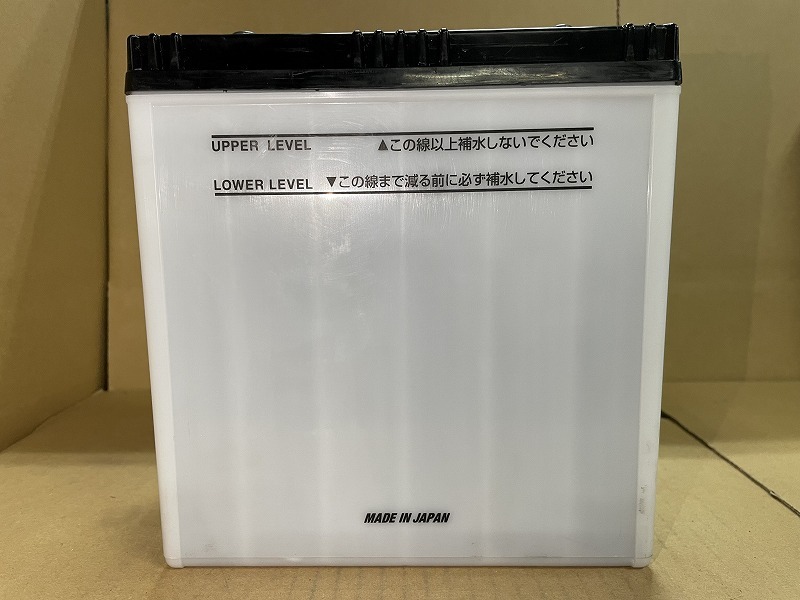 UPPER LEVEL ▲この線以上補水しないでください
LOWER LEVEL ▼この線まで減る前に必ず補水してください
MADE IN JAPAN